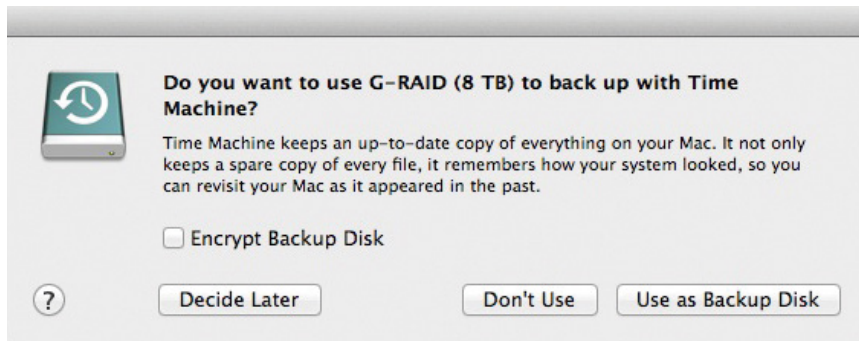 Do you want to use G-RAID (8 TB) to back up with Time
Machine?
Time Machine keeps an up-to-date copy of everything on your Mac. It not only
keeps a spare copy of every file, it remembers how your system looked, so you
can revisit your Mac as it appeared in the past.
Encrypt Backup Disk
?
Decide Later
Don't Use
Use as Backup Disk